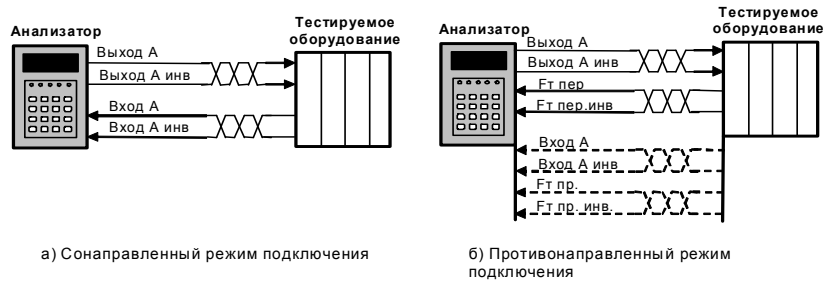 Анализатор
Тестируемое
оборудование
Выход А
Выход А инв
Вход А
Вход А инв
а) Сонаправленный режим подключения
Анализатор
Тестируемое
оборудование
Выход А
Выход А инв
Fт пер
Fт пер.инв
Вход А
Вход А инв
Fт пр.
Fт пр. инв.
б) Противонаправленный режим
подключения